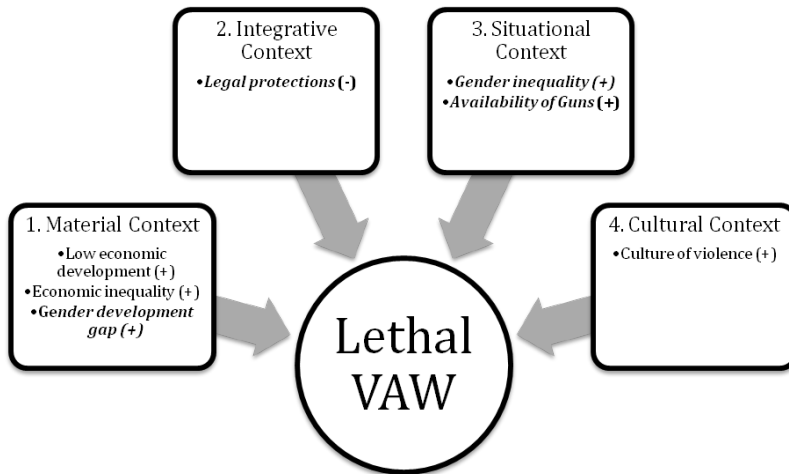 2. Integrative
Context
•Legal protections (-)
3. Situational
Context
•Gender inequality (+)
•Availability of Guns (+)
1. Material Context
•Low economic
development (+)
•Economic inequality (+)
•Gender development
gap (+)
4. Cultural Context
•Culture of violence (+)
Lethal
VAW